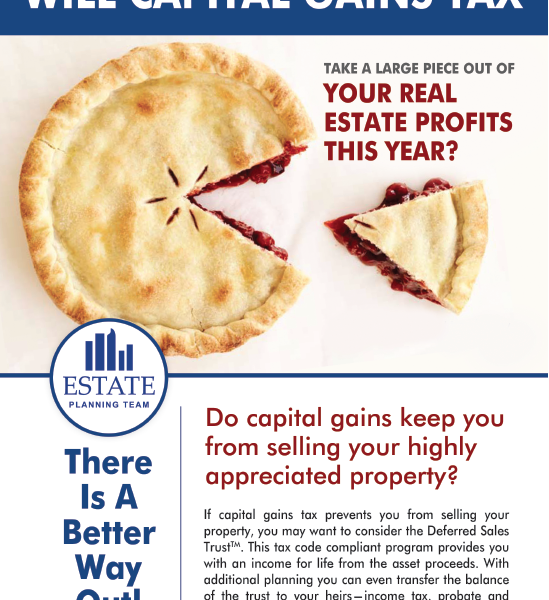 WILL CAPITAL GAINS TAX
TAKE A LARGE PIECE OUT OF
YOUR REAL
ESTATE PROFITS
THIS YEAR?
ESTATE
PLANNING TEAM
There
Is A
Better
Way
Out!
Do capital gains keep you
from selling your highly
appreciated property?
If capital gains tax prevents you from selling your
property, you may want to consider the Deferred Sales
Trust™. This tax code compliant program provides you
with an income for life from the asset proceeds. With
additional planning you can even transfer the balance
of the trust to your heirs—income tax, probate and